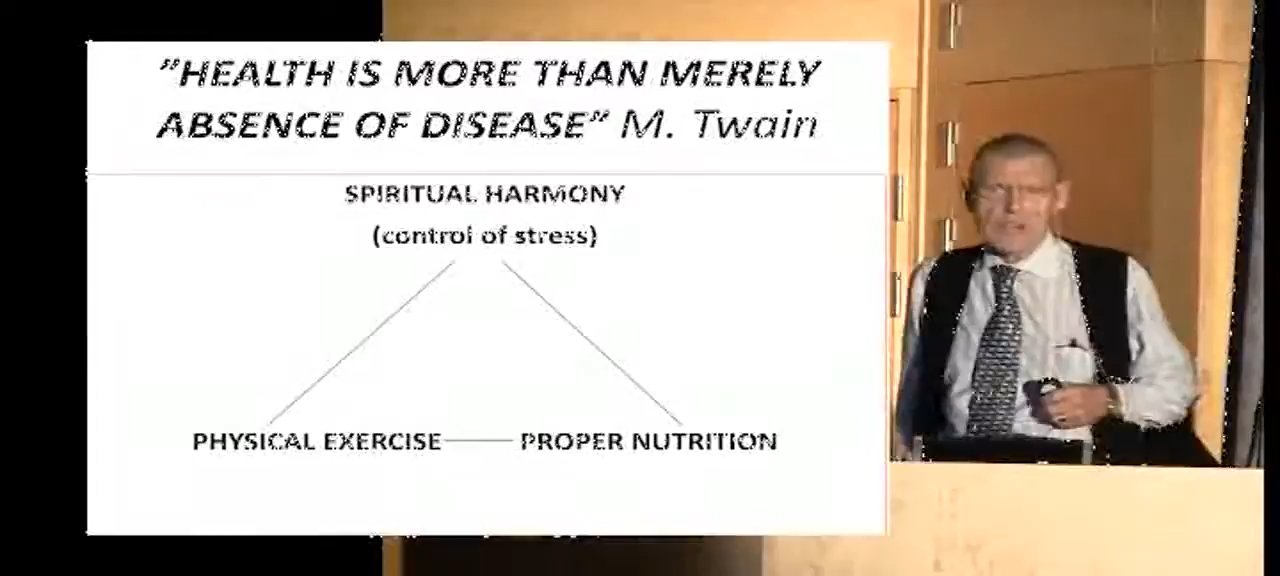 "HEALTH IS MORE THAN MERELY
ABSENCE OF DISEASE" M. Twain
SPIRITUAL HARMONY
(control of stress)
PHYSICAL EXERCISE
PROPER NUTRITION